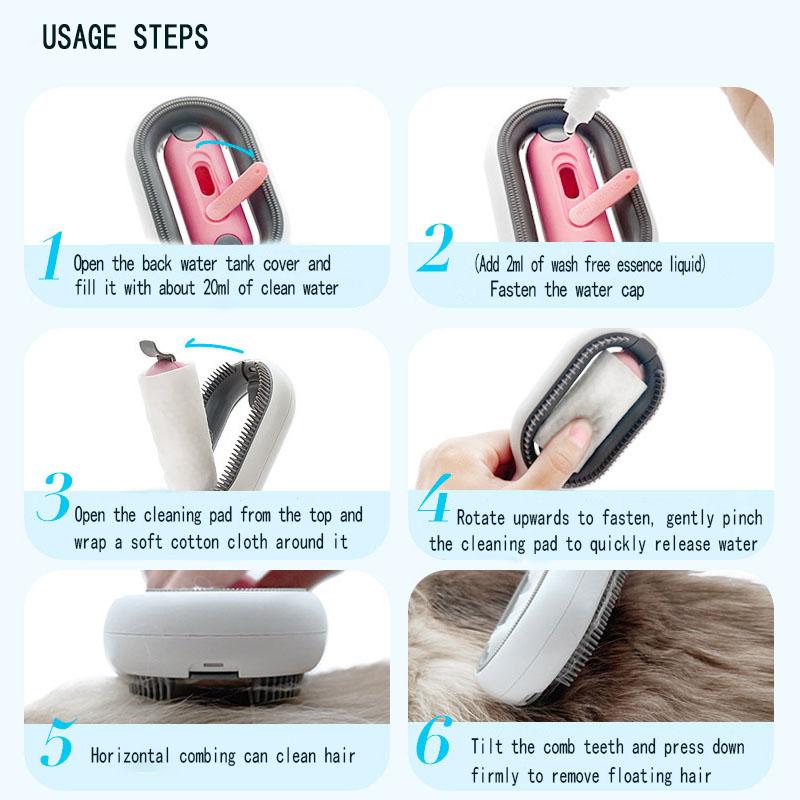 USAGE STEPS
1
Open the back water tank cover and
fill it with about 20ml of clean water
2
(Add 2ml of wash free essence liquid)
Fasten the water cap
3
Open the cleaning pad from the top and
wrap a soft cotton cloth around it
4
Rotate upwards to fasten, gently pinch
the cleaning pad to quickly release water
5
Horizontal combing can clean hair
6
Tilt the comb teeth and press down
firmly to remove floating hair